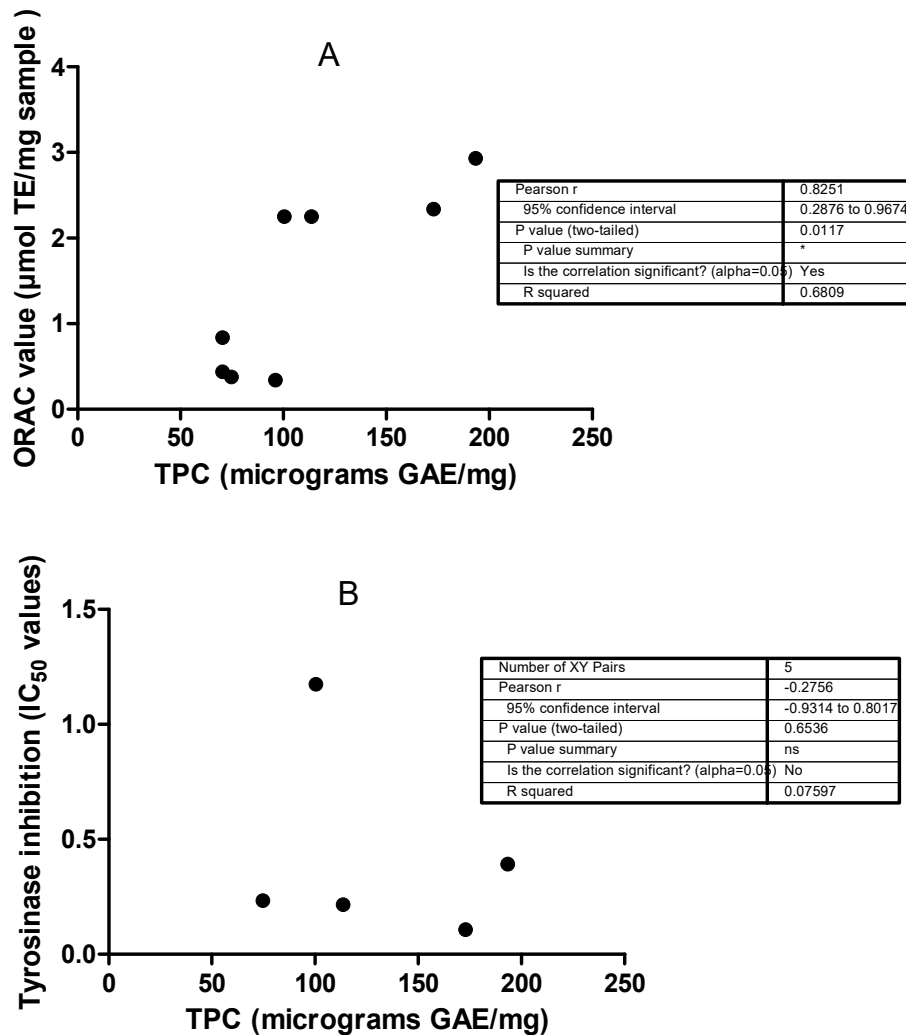 A
ORAC value (µmol TE/mg sample )
4
3
2
1
0
0 50 100 150 200 250
TPC (micrograms GAE/mg)
Pearson r 0.8251
95% confidence interval 0.2876 to 0.9674
P value (two-tailed) 0.0117
P value summary *
Is the correlation significant? (alpha=0.05) Yes
R squared 0.6809
B
Tyrosinase inhibition (IC50 values)
1.5
1.0
0.5
0.0
0 50 100 150 200 250
TPC (micrograms GAE/mg)
Number of XY Pairs 5
Pearson r -0.2756
95% confidence interval -0.9314 to 0.8017
P value (two-tailed) 0.6536
P value summary ns
Is the correlation significant? (alpha=0.05) No
R squared 0.07597